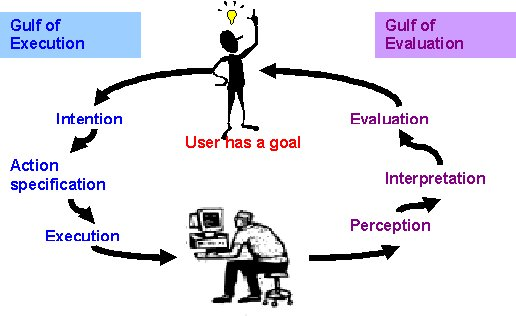 Gulf of
Execution
Gulf of
Evaluation
Intention
User has a goal
Evaluation
Action
specification
Interpretation
Execution
Perception